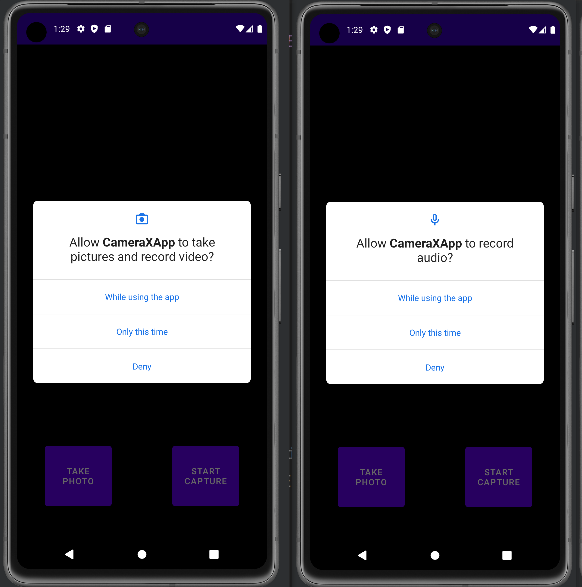 1:29
Allow CameraXApp to take
pictures and record video?
While using the app
Only this time
Deny
TAKE
PHOTO
START
CAPTURE
1:29
Allow CameraXApp to record
audio?
While using the app
Only this time
Deny
TAKE
PHOTO
START
CAPTURE